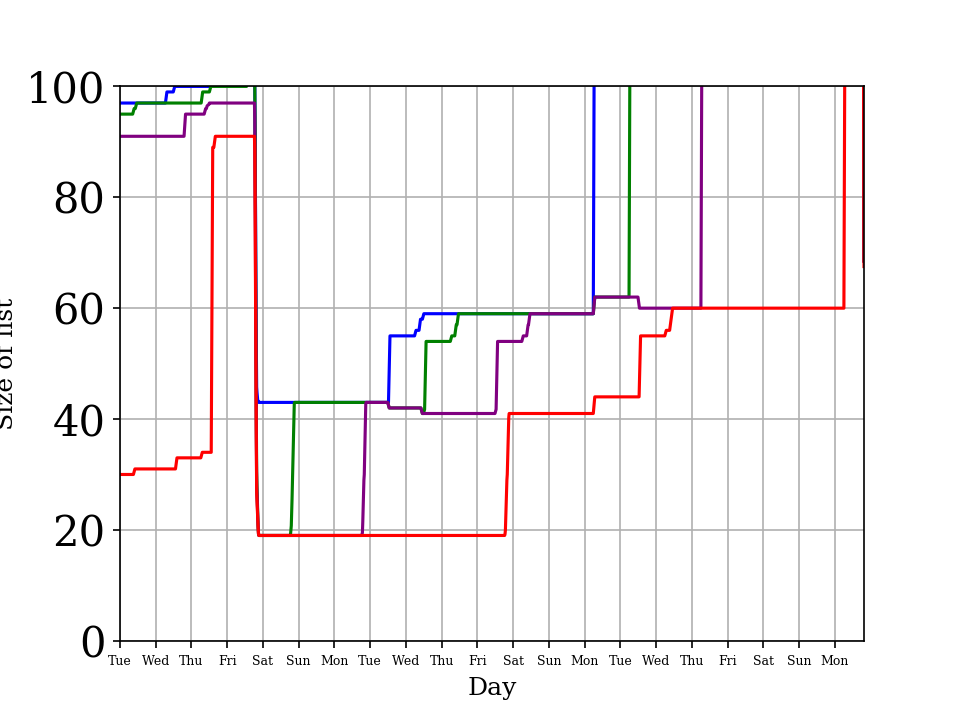 100
80
60
40
20
0
Size of list
Tue Wed Thu Fri Sat Sun Mon Tue Wed Thu Fri Sat Sun Mon Tue Wed Thu Fri Sat Sun Mon
Day